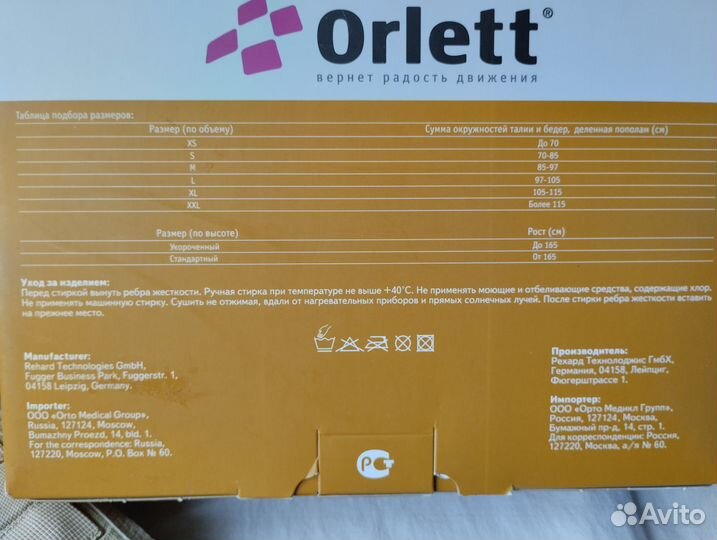 Orlett®
вернет радость движения
Таблица подбора размеров:
Размер (по объему) Сумма окружностей талии и бедер, деленная пополам (см)
XS До 70
S 70-85
M 85-97
L 97-105
XL 105-115
XXL Более 115
Размер (по высоте) Рост (см)
Укороченный До 165
Стандартный От 165
Уход за изделием:
Перед стиркой вынуть ребра жесткости. Ручная стирка при температуре не выше +40°С. Не применять моющие и отбеливающие средства, содержащие хлор.
Не применять машинную стирку. Сушить не отжимая, вдали от нагревательных приборов и прямых солнечных лучей. После стирки ребра жесткости вставить
на прежнее место.
Manufacturer:
Rehard Technologies GmbH,
Fugger Business Park, Fuggerstr. 1,
04158 Leipzig, Germany.
Importer:
ООО «Orto Medical Group»,
Russia, 127124, Moscow,
Bumazhny Proezd, 14, bld. 1.
For the correspondence: Russia,
127220, Moscow, P.O. Box № 60.
Производитель:
Рехард Технолоджис ГмбХ,
Германия, 04158, Лейпциг,
Фюгерштрассе 1.
Импортер:
ООО «Орто Медикл Групп»,
Россия, 127124, Москва,
Бумажный пр-д, 14, стр. 1.
Для корреспонденции: Россия,
127220, Москва, а/я № 60.
РСТ
Avito